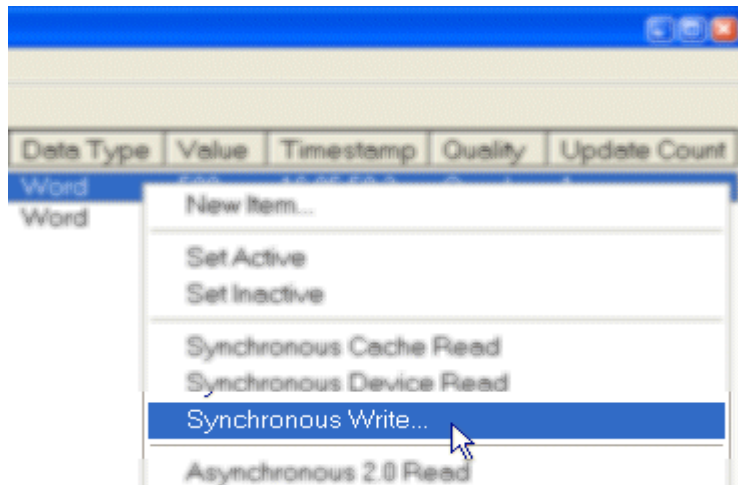 Data Type Value Timestamp Quality Update Count
Word
New Item...
Word
Set Active
Set Inactive
Synchronous Cache Read
Synchronous Device Read
Synchronous Write...
Asynchronous 2.0 Read